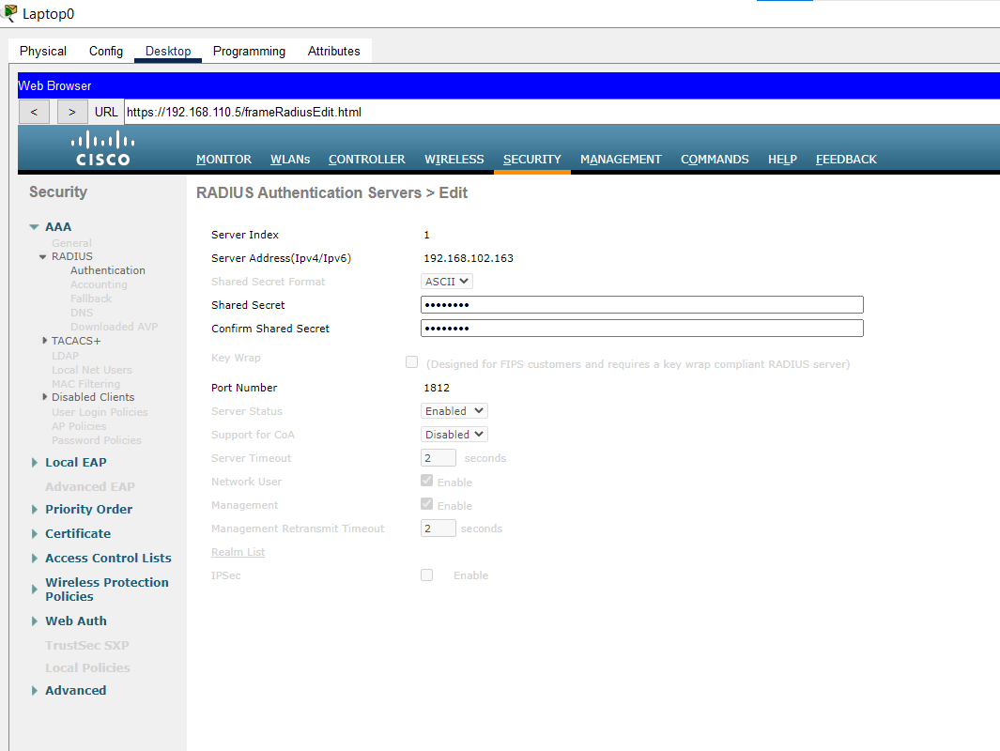 Laptop0
Physical Config Desktop Programming Attributes
Web Browser
< > URL https://192.168.110.5/frameRadiusEdit.html
CISCO
MONITOR WLANs CONTROLLER WIRELESS SECURITY MANAGEMENT COMMANDS HELP FEEDBACK
Security
AAA
General
RADIUS
Authentication
Accounting
Fallback
DNS
Downloaded AVP
TACACS+
LDAP
Local Net Users
MAC Filtering
Disabled Clients
User Login Policies
AP Policies
Password Policies
Local EAP
Advanced EAP
Priority Order
Certificate
Access Control Lists
Wireless Protection
Policies
Web Auth
TrustSec SXP
Local Policies
Advanced
RADIUS Authentication Servers > Edit
Server Index 1
Server Address(Ipv4/Ipv6) 192.168.102.163
Shared Secret Format ASCII
Shared Secret ••••••••
Confirm Shared Secret ••••••••
Key Wrap (Designed for FIPS customers and requires a key wrap compliant RADIUS server)
Port Number 1812
Server Status Enabled
Support for CoA Disabled
Server Timeout 2 seconds
Network User Enable
Management Enable
Management Retransmit Timeout 2 seconds
Realm List
IPSec Enable